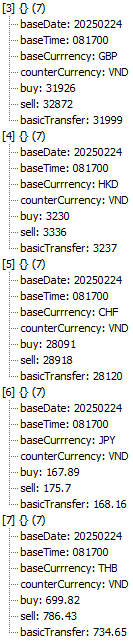 [3] {} (7)
baseDate: 20250224
baseTime: 081700
baseCurrrency: GBP
counterCurrency: VND
buy: 31926
sell: 32872
basicTransfer: 31999
[4] {} (7)
baseDate: 20250224
baseTime: 081700
baseCurrrency: HKD
counterCurrency: VND
buy: 3230
sell: 3336
basicTransfer: 3237
[5] {} (7)
baseDate: 20250224
baseTime: 081700
baseCurrrency: CHF
counterCurrency: VND
buy: 28091
sell: 28918
basicTransfer: 28120
[6] {} (7)
baseDate: 20250224
baseTime: 081700
baseCurrrency: JPY
counterCurrency: VND
buy: 167.89
sell: 175.7
basicTransfer: 168.16
[7] {} (7)
baseDate: 20250224
baseTime: 081700
baseCurrrency: THB
counterCurrency: VND
buy: 699.82
sell: 786.43
basicTransfer: 734.65